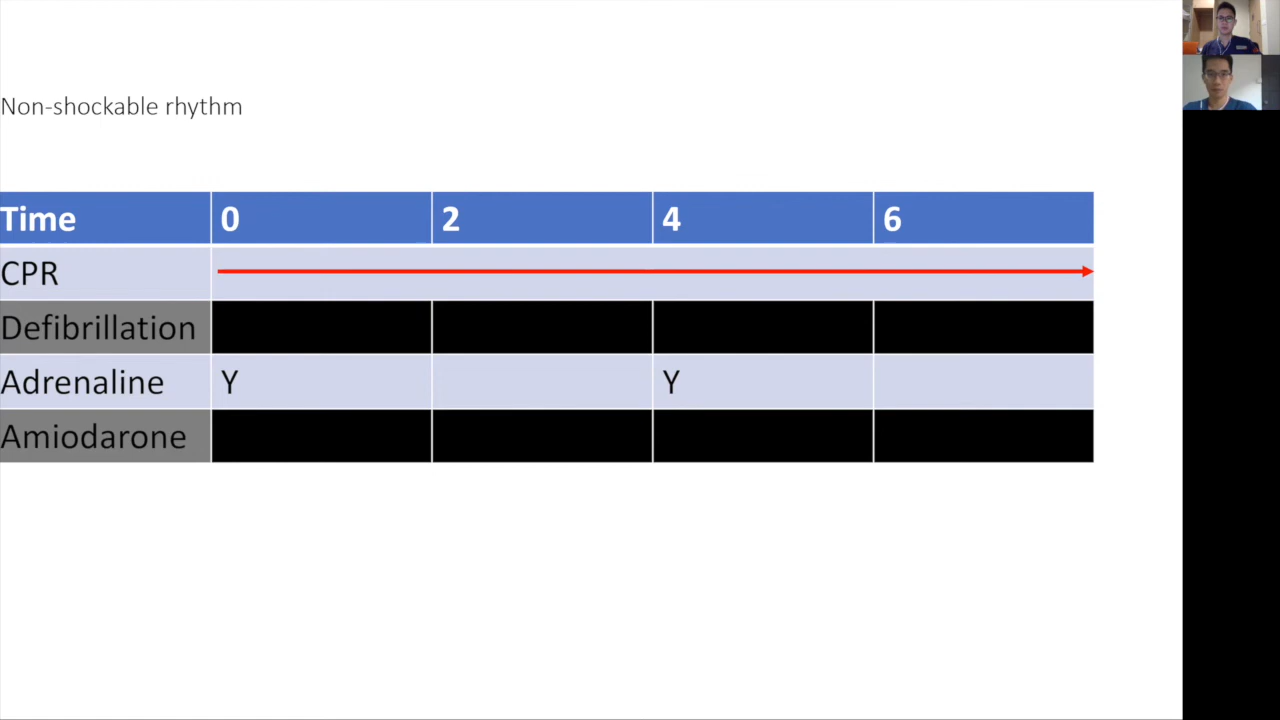 Non-shockable rhythm
Time 0 2 4 6
CPR
Defibrillation
Adrenaline Y Y
Amiodarone